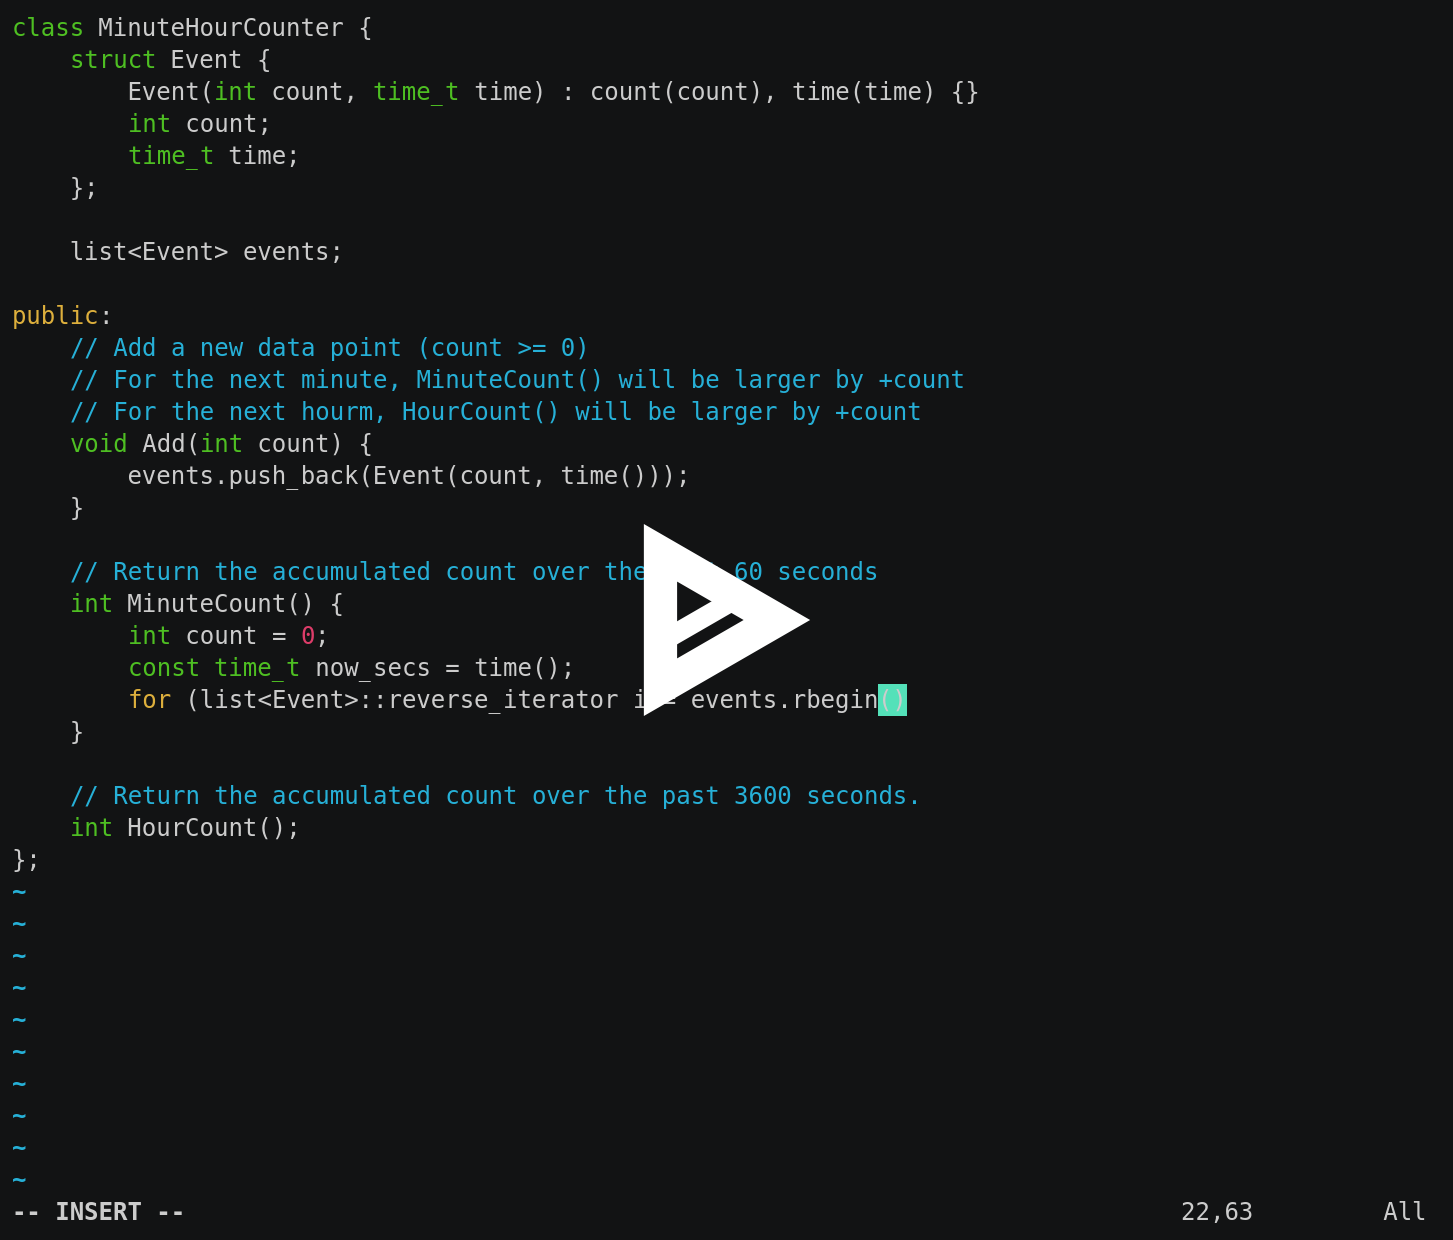 class MinuteHourCounter {
    struct Event {
        Event(int count, time_t time) : count(count), time(time) {}
        int count;
        time_t time;
    };

    list<Event> events;

public:
    // Add a new data point (count >= 0)
    // For the next minute, MinuteCount() will be larger by +count
    // For the next hourm, HourCount() will be larger by +count
    void Add(int count) {
        events.push_back(Event(count, time()));
    }

    // Return the accumulated count over the 60 seconds
    int MinuteCount() {
        int count = 0;
        const time_t now_secs = time();
        for (list<Event>::reverse_iterator i = events.rbegin()
    }

    // Return the accumulated count over the past 3600 seconds.
    int HourCount();
};
~
~
~
~
~
~
~
~
~
~
-- INSERT -- 22,63 All